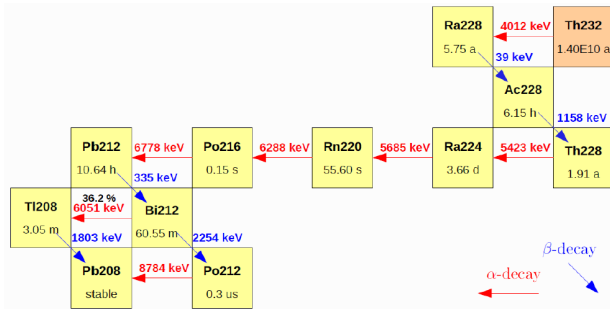 Ra228
4012 keV
Th232
5.75 a
1.40E10 a
39 keV
Ac228
6.15 h
1158 keV
Pb212
6778 keV
Po216
6288 keV
Rn220
5685 keV
Ra224
5423 keV
Th228
10.64 h
0.15 s
55.60 s
3.66 d
1.91 a
335 keV
36.2 %
Tl208
6051 keV
Bi212
3.05 m
60.55 m
1803 keV
2254 keV
Pb208
8784 keV
Po212
stable
0.3 us
β-decay
α-decay